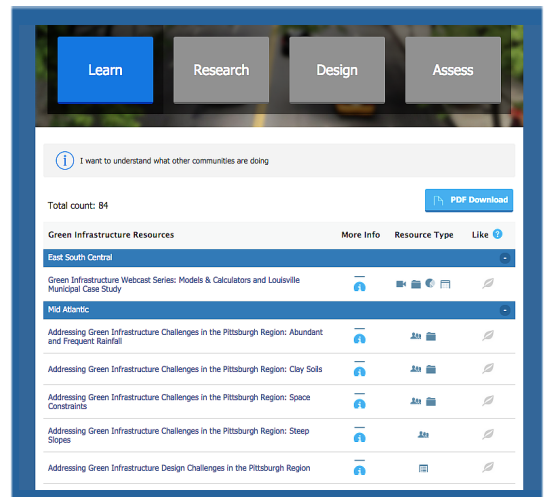 Learn
Research
Design
Assess
I want to understand what other communities are doing
Total count: 84
PDF Download
Green Infrastructure Resources
More Info
Resource Type
Like ?
East South Central
Green Infrastructure Webcast Series: Models & Calculators and Louisville
Municipal Case Study
Mid Atlantic
Addressing Green Infrastructure Challenges in the Pittsburgh Region: Abundant
and Frequent Rainfall
Addressing Green Infrastructure Challenges in the Pittsburgh Region: Clay Soils
Addressing Green Infrastructure Challenges in the Pittsburgh Region: Space
Constraints
Addressing Green Infrastructure Challenges in the Pittsburgh Region: Steep
Slopes
Addressing Green Infrastructure Design Challenges in the Pittsburgh Region